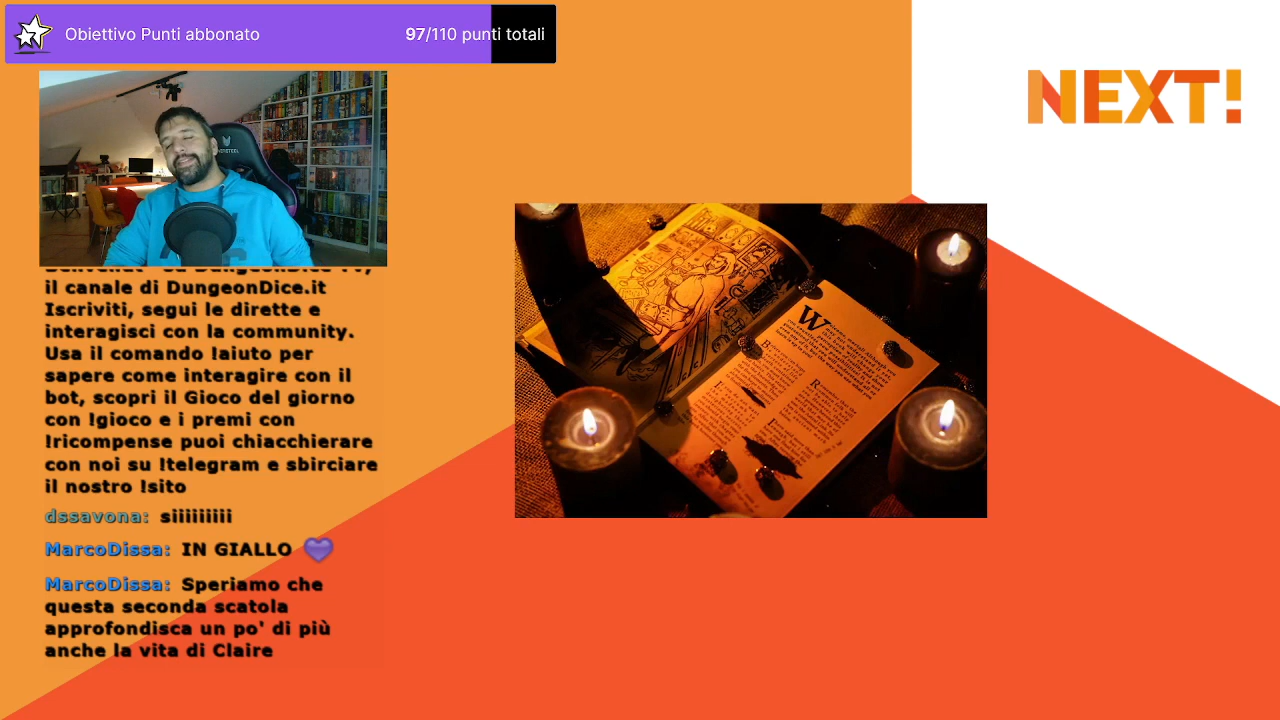 Obiettivo Punti abbonato 97/110 punti totali
NEXT!
il canale di DungeonDice.it
Iscriviti, segui le dirette e
interagisci con la community.
Usa il comando !aiuto per
sapere come interagire con il
bot, scopri il Gioco del giorno
con !gioco e i premi con
!ricompense puoi chiacchierare
con noi su !telegram e sbirciare
il nostro !sito
dssavona: siiiiiiiii
MarcoDissa: IN GIALLO
MarcoDissa: Speriamo che
questa seconda scatola
approfondisca un po' di più
anche la vita di Claire